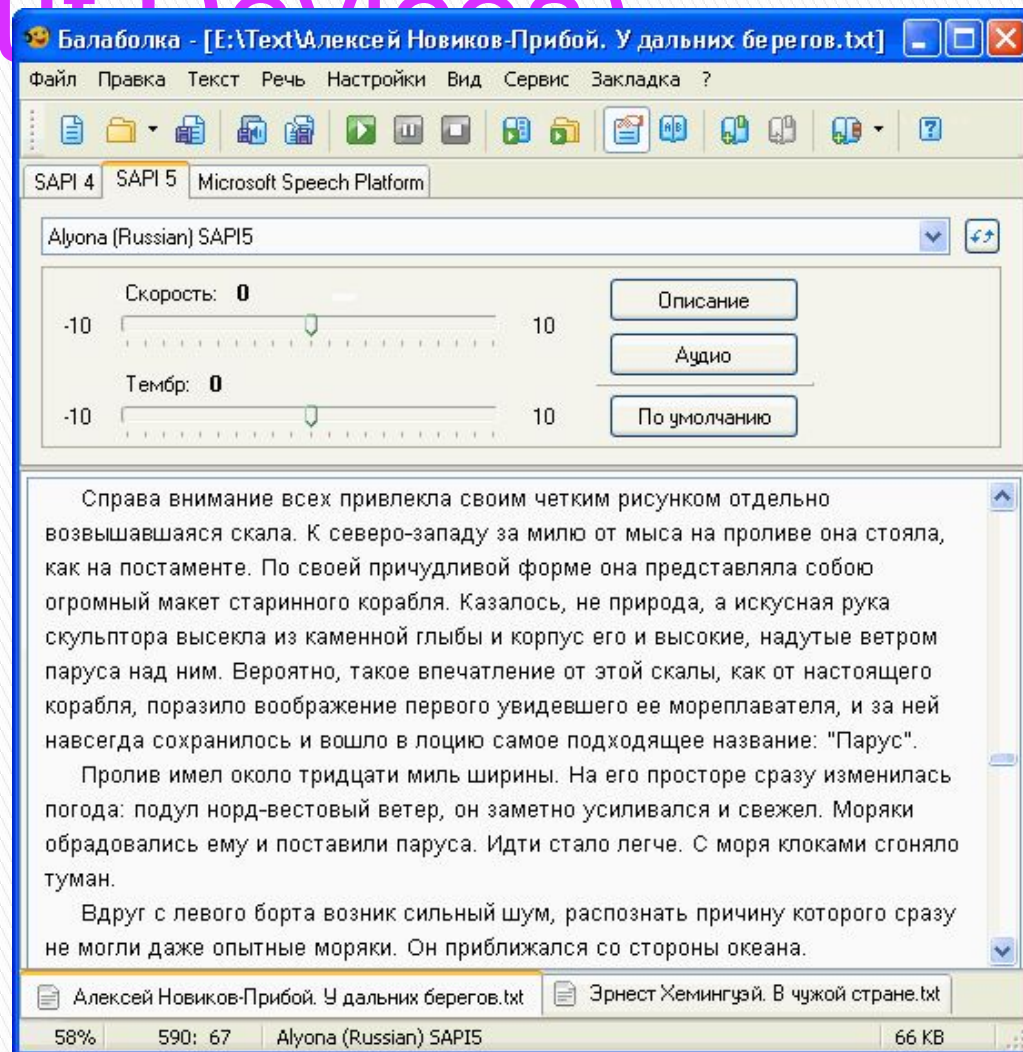 Балаболка - [E:\Text\Алексей Новиков-Прибой. У дальних берегов.txt]
Файл Правка Текст Речь Настройки Вид Сервис Закладка ?
SAPI 4 SAPI 5 Microsoft Speech Platform
Alyona (Russian) SAPI5
Скорость: 0
-10 10
Описание
Аудио
Тембр: 0
-10 10
По умолчанию
Справа внимание всех привлекла своим четким рисунком отдельно
возвышавшаяся скала. К северо-западу за милю от мыса на проливе она стояла,
как на постаменте. По своей причудливой форме она представляла собою
огромный макет старинного корабля. Казалось, не природа, а искусная рука
скульптора высекла из каменной глыбы и корпус его и высокие, надутые ветром
паруса над ним. Вероятно, такое впечатление от этой скалы, как от настоящего
корабля, поразило воображение первого увидевшего ее мореплавателя, и за ней
навсегда сохранилось и вошло в лоцию самое подходящее название: "Парус".
Пролив имел около тридцати миль ширины. На его просторе сразу изменилась
погода: подул норд-вестовый ветер, он заметно усиливался и свежел. Моряки
обрадовались ему и поставили паруса. Идти стало легче. С моря клоками сгоняло
туман.
Вдруг с левого борта возник сильный шум, распознать причину которого сразу
не могли даже опытные моряки. Он приближался со стороны океана.
Алексей Новиков-Прибой. У дальних берегов.txt Эрнест Хемингуэй. В чужой стране.txt
58% 590: 67 Alyona (Russian) SAPI5 66 KB